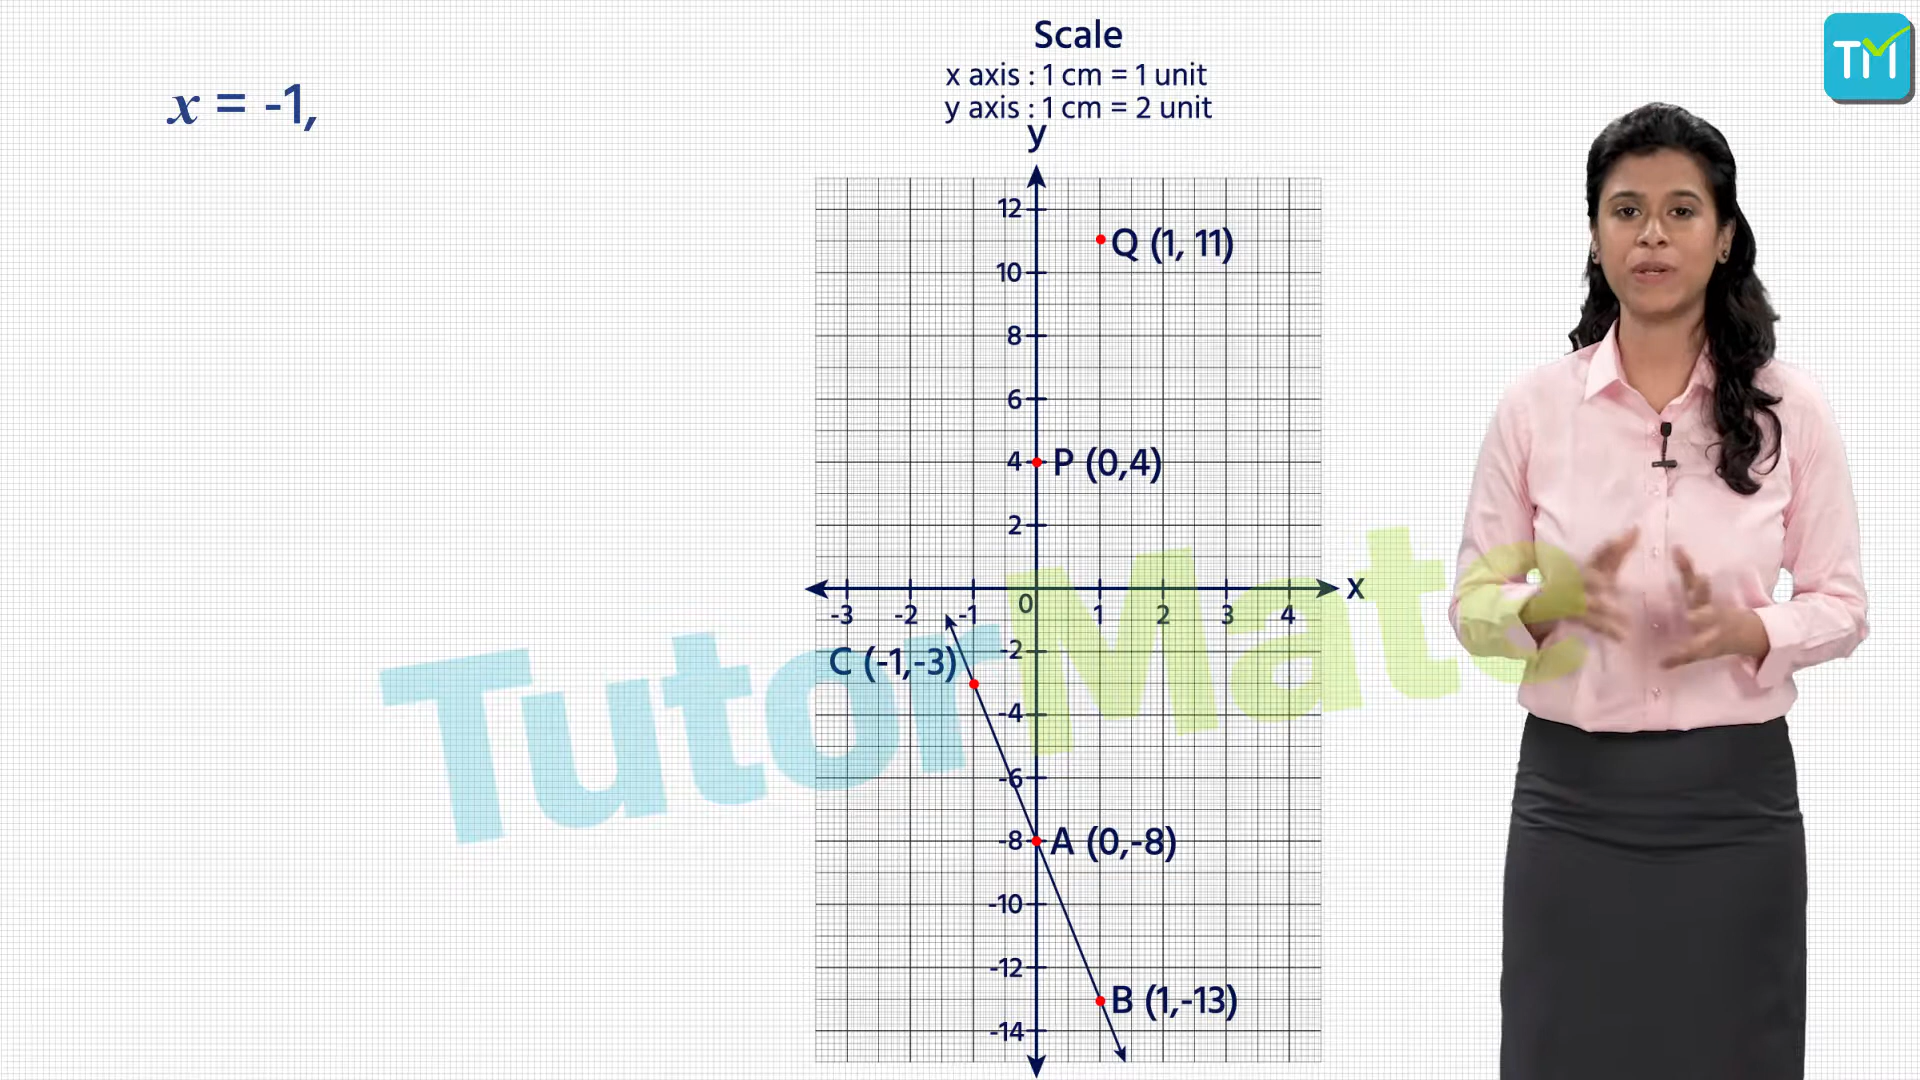 Scale
x axis : 1 cm = 1 unit
y axis : 1 cm = 2 unit
TM
x = -1,
y
12
Q (1, 11)
10
8
6
4 P (0,4)
2
x
-3 -2 -1 0 1 2 3 4
C (-1,-3) -2
-4
-6
-8 A (0,-8)
-10
-12
B (1,-13)
-14
TutorMate